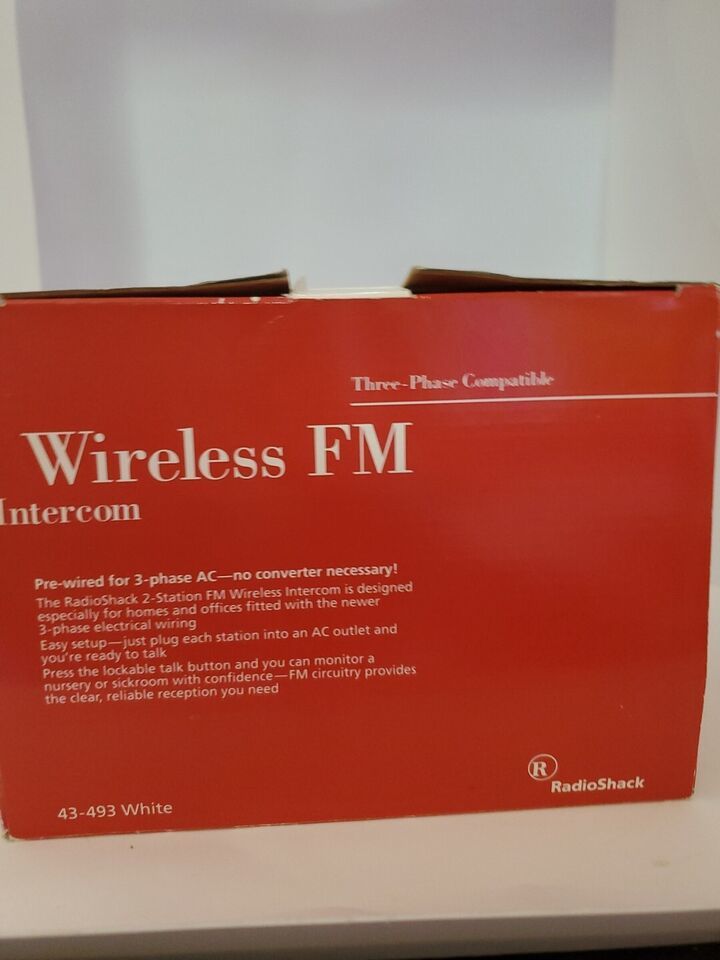 Three-Phase Compatible
Wireless FM
Intercom
Pre-wired for 3-phase AC—no converter necessary!
The RadioShack 2-Station FM Wireless Intercom is designed
especially for homes and offices fitted with the newer
3-phase electrical wiring
Easy setup—just plug each station into an AC outlet and
you're ready to talk
Press the lockable talk button and you can monitor a
nursery or sickroom with confidence—FM circuitry provides
the clear, reliable reception you need
R
RadioShack
43-493 White